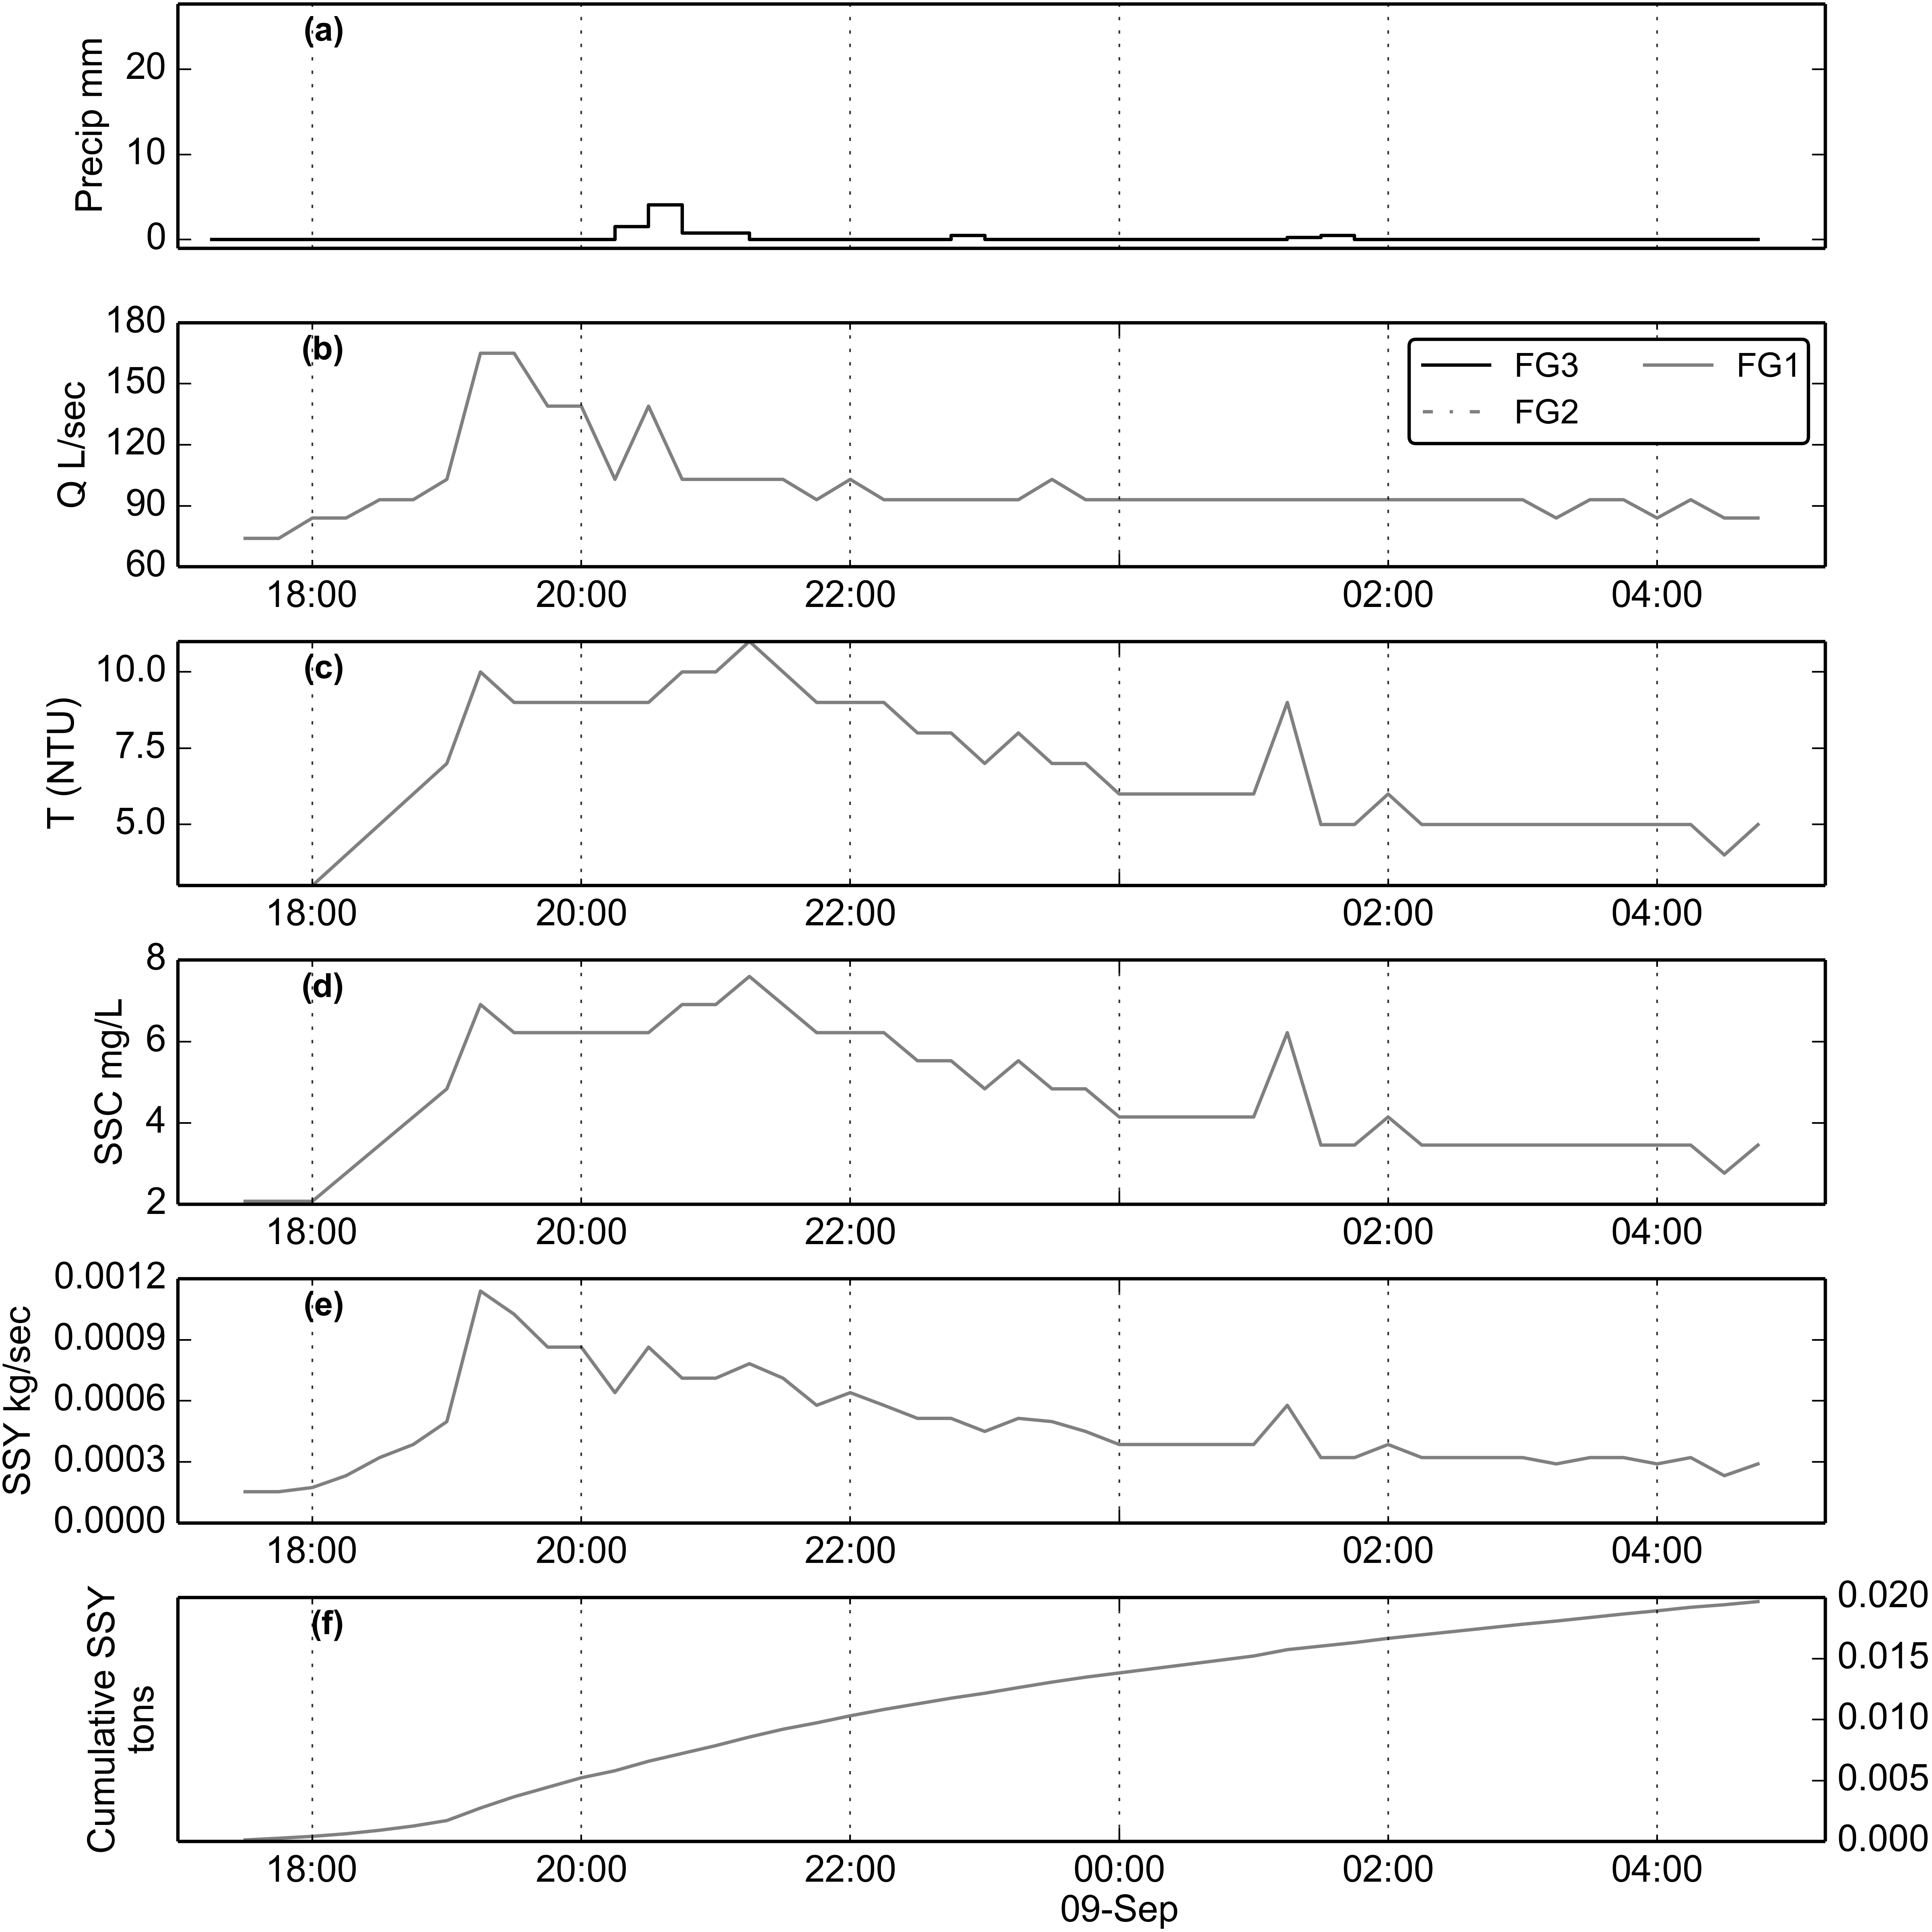 (a)
Precip mm
20
10
0
(b)
Q L/sec
180
150
120
90
60
FG3 FG1
FG2
18:00 20:00 22:00 02:00 04:00
(c)
T (NTU)
10.0
7.5
5.0
18:00 20:00 22:00 02:00 04:00
(d)
SSC mg/L
8
6
4
2
18:00 20:00 22:00 02:00 04:00
(e)
SSY kg/sec
0.0012
0.0009
0.0006
0.0003
0.0000
18:00 20:00 22:00 02:00 04:00
(f)
Cumulative SSY
tons
0.020
0.015
0.010
0.005
0.000
18:00 20:00 22:00 00:00 02:00 04:00
09-Sep